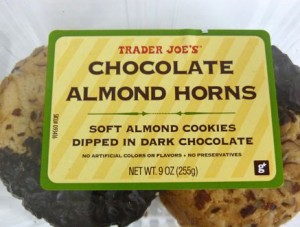 TRADER JOE'S®
CHOCOLATE
ALMOND HORNS
SOFT ALMOND COOKIES
DIPPED IN DARK CHOCOLATE
NO ARTIFICIAL COLORS OR FLAVORS • NO PRESERVATIVES
NET WT. 9 OZ (255g)
g